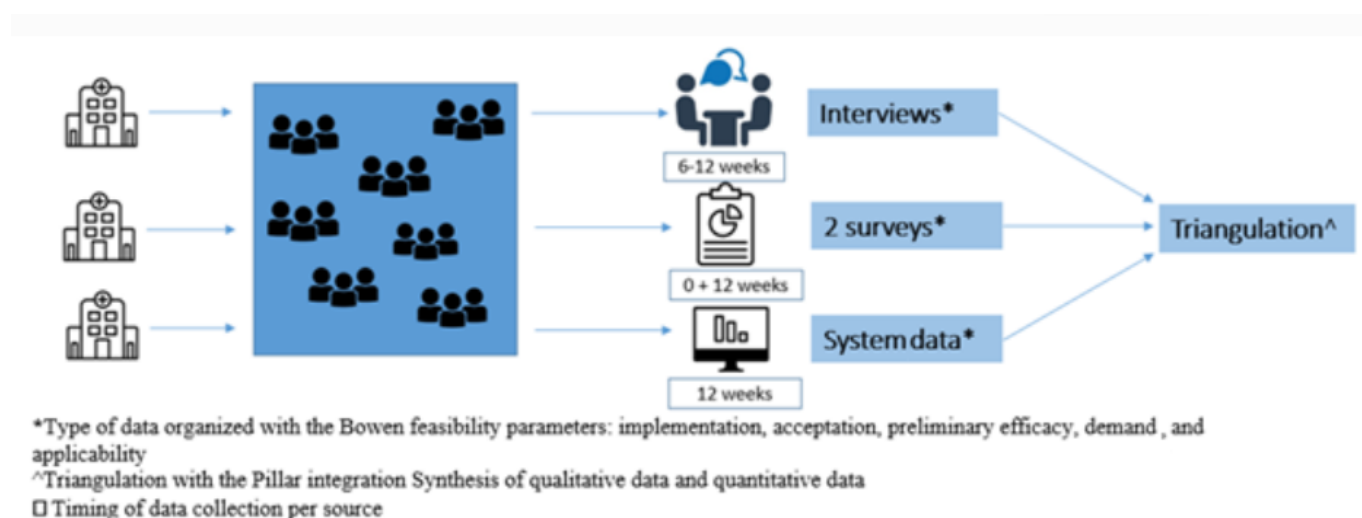 Interviews*
6-12 weeks
2 surveys*
Triangulation^
0 + 12 weeks
System data*
12 weeks
*Type of data organized with the Bowen feasibility parameters: implementation, acceptation, preliminary efficacy, demand , and
applicability
^Triangulation with the Pillar integration Synthesis of qualitative data and quantitative data
☐ Timing of data collection per source